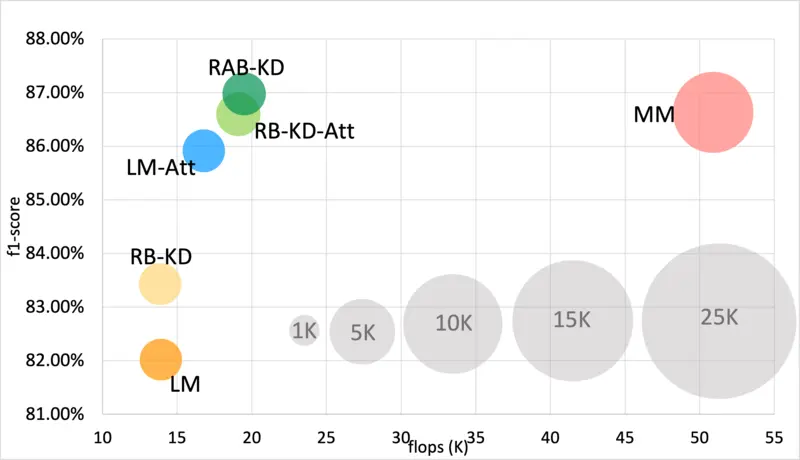 88.00%
87.00%
86.00%
85.00%
84.00%
83.00%
82.00%
81.00%
f1-score
RAB-KD
RB-KD-Att
MM
LM-Att
RB-KD
LM
1K
5K
10K
15K
25K
10 15 20 25 30 35 40 45 50 55
flops (K)